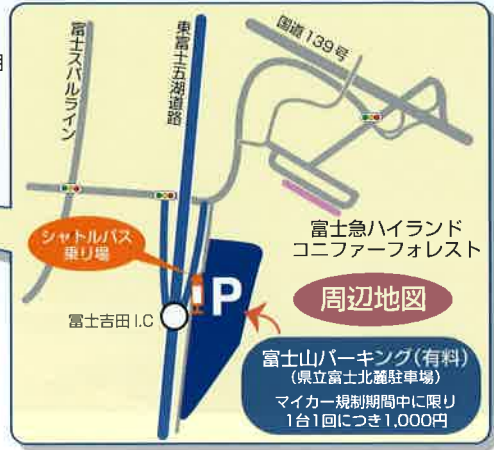 富士スバルライン
東富士五湖道路
国道139号
富士急ハイランド
コニファーフォレスト
シャトルバス
乗り場
P
周辺地図
富士吉田I.C
富士山パーキング(有料)
(県立富士北麓駐車場)
マイカー規制期間中に限り
1台1回につき1,000円